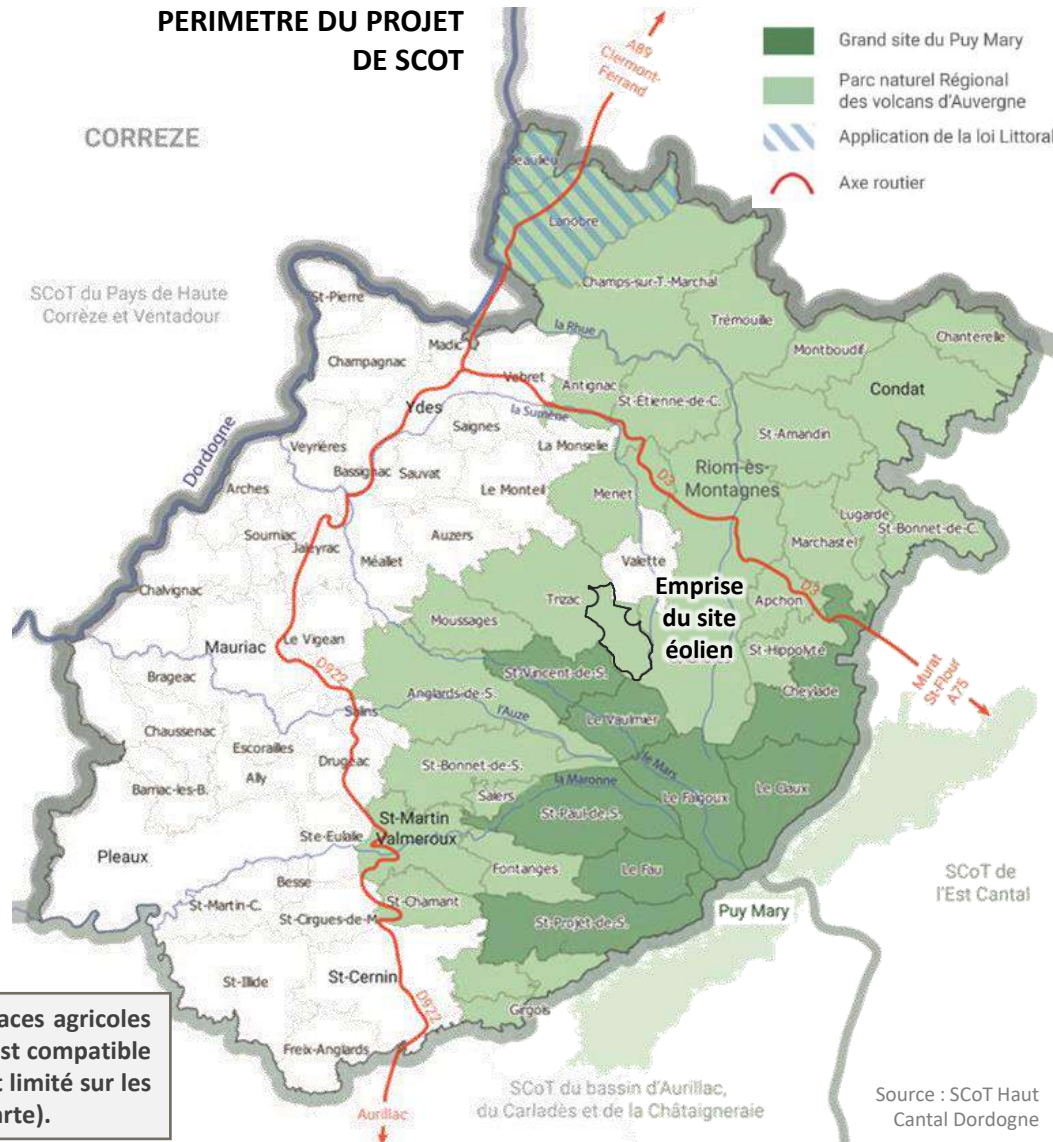 PERIMETRE DU PROJET
DE SCOT
Grand site du Puy Mary
Parc naturel Régional
des volcans d'Auvergne
Application de la loi Littoral
Axe routier
A89
Clermont-
Ferrand
CORREZE
Beaulieu
Lanobre
SCoT du Pays de Haute
Corrèze et Ventadour
St-Pierre
Champs-sur-T.-Marchal
Trémouille
la Rhue
Madic
Champagnac
Montboudif
Chanterelle
Vebret
Antignac
Condat
St-Étienne-de-C.
Ydes
la Sumène
Saignes
St-Amandin
Veyrières
La Monselie
Dordogne
Bassignac
Sauvat
D3
Riom-ès-
Montagnes
Arches
Le Monteil
Menet
Lugarde
St-Bonnet-de-C.
Sourniac
Jaleyrac
Auzers
Marchastel
Méallet
Valette
Chalvignac
Trizac
Emprise
du site
éolien
Apchon
D3
Moussages
Mauriac
Le Vigean
St-Hippolyte
Murat
St-Flour
A75
D922
St-Vincent-de-S.
Brageac
Anglards-de-S.
Cheylade
Salins
l'Auze
Le Vaulmier
Chaussenac
Escorailles
Drugeac
le Mars
Ally
St-Bonnet-de-S.
la Maronne
Barriac-les-B.
Salers
Le Falgoux
Le Claux
St-Martin
Valmeroux
St-Paul-de-S.
Ste-Eulalie
Pleaux
Fontanges
Le Fau
SCoT de
l'Est Cantal
Besse
St-Martin-C.
St-Chamant
St-Cirgues-de-M.
St-Projet-de-S.
Puy Mary
St-Illide
St-Cernin
D922
Girgols
aces agricoles
est compatible
t limité sur les
arte).
Freix-Anglards
SCoT du bassin d'Aurillac,
du Carladès et de la Châtaigneraie
Source : SCoT Haut
Cantal Dordogne
Aurillac